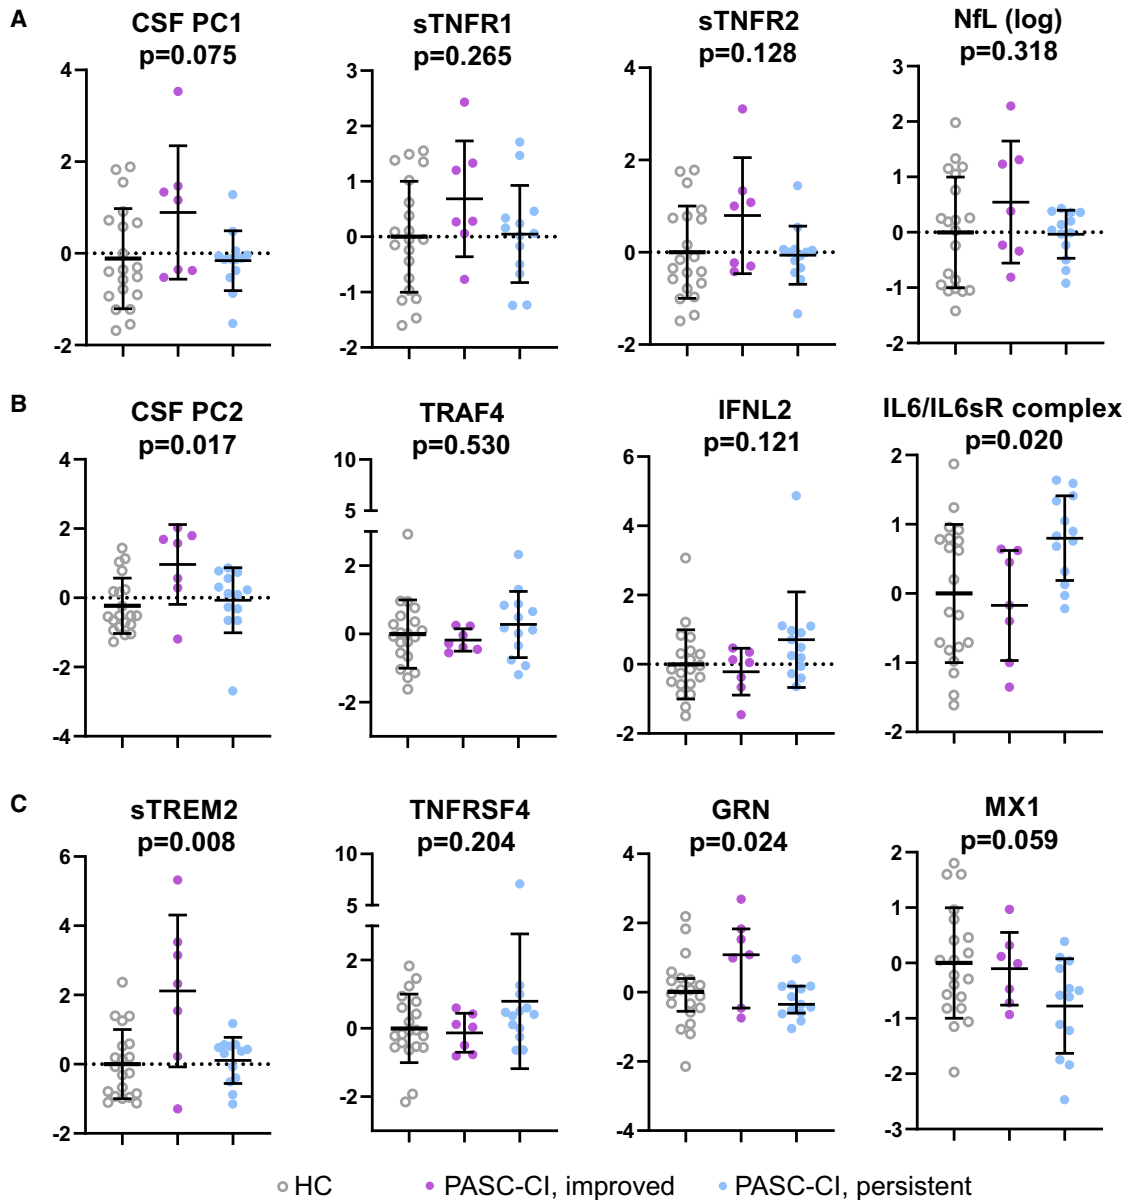 A
CSF PC1
p=0.075
4
2
0
-2
sTNFR1
p=0.265
3
2
1
0
-1
-2
sTNFR2
p=0.128
4
2
0
-2
NfL (log)
p=0.318
3
2
1
0
-1
-2
B
CSF PC2
p=0.017
4
2
0
-2
-4
TRAF4
p=0.530
10
5
2
0
-2
IFNL2
p=0.121
6
4
2
0
-2
IL6/IL6sR complex
p=0.020
2
1
0
-1
-2
C
sTREM2
p=0.008
6
4
2
0
-2
TNFRSF4
p=0.204
10
5
2
0
-2
GRN
p=0.024
4
2
0
-2
-4
MX1
p=0.059
2
1
0
-1
-2
-3
HC PASC-CI, improved PASC-CI, persistent